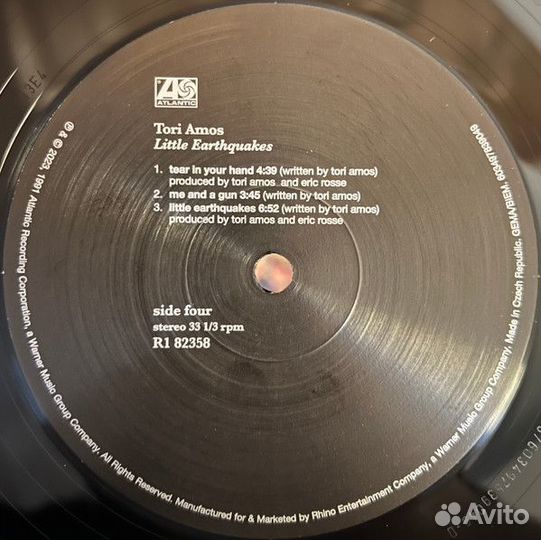 ATLANTIC
Tori Amos
Little Earthquakes
1. tear in your hand 4:39 (written by tori amos)
produced by tori amos and eric rosse
2. me and a gun 3:45 (written by tori amos)
3. little earthquakes 6:52 (written by tori amos)
produced by tori amos and eric rosse
side four
stereo 33 1/3 rpm
R1 82358
℗ & © 2023, 1991 Atlantic Recording Corporation, a Warner Music Group Company. All Rights Reserved. Manufactured for & Marketed by Rhino Entertainment Company, a Warner Music Group Company. Made in Czech Republic. GEMA/BIEM 603497839049
Avito